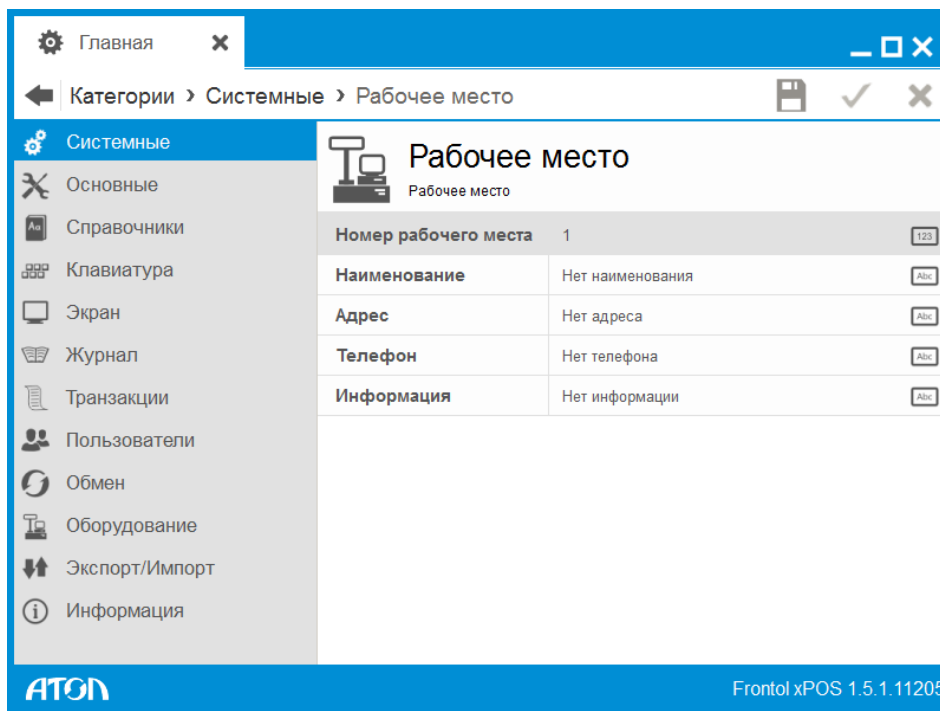 Главная
Категории › Системные › Рабочее место
Системные
Основные
Справочники
Клавиатура
Экран
Журнал
Транзакции
Пользователи
Обмен
Оборудование
Экспорт/Импорт
Информация
Рабочее место
Рабочее место
Номер рабочего места 1 123
Наименование Нет наименования Abc
Адрес Нет адреса Abc
Телефон Нет телефона Abc
Информация Нет информации Abc
АТОЛ Frontol xPOS 1.5.1.11205